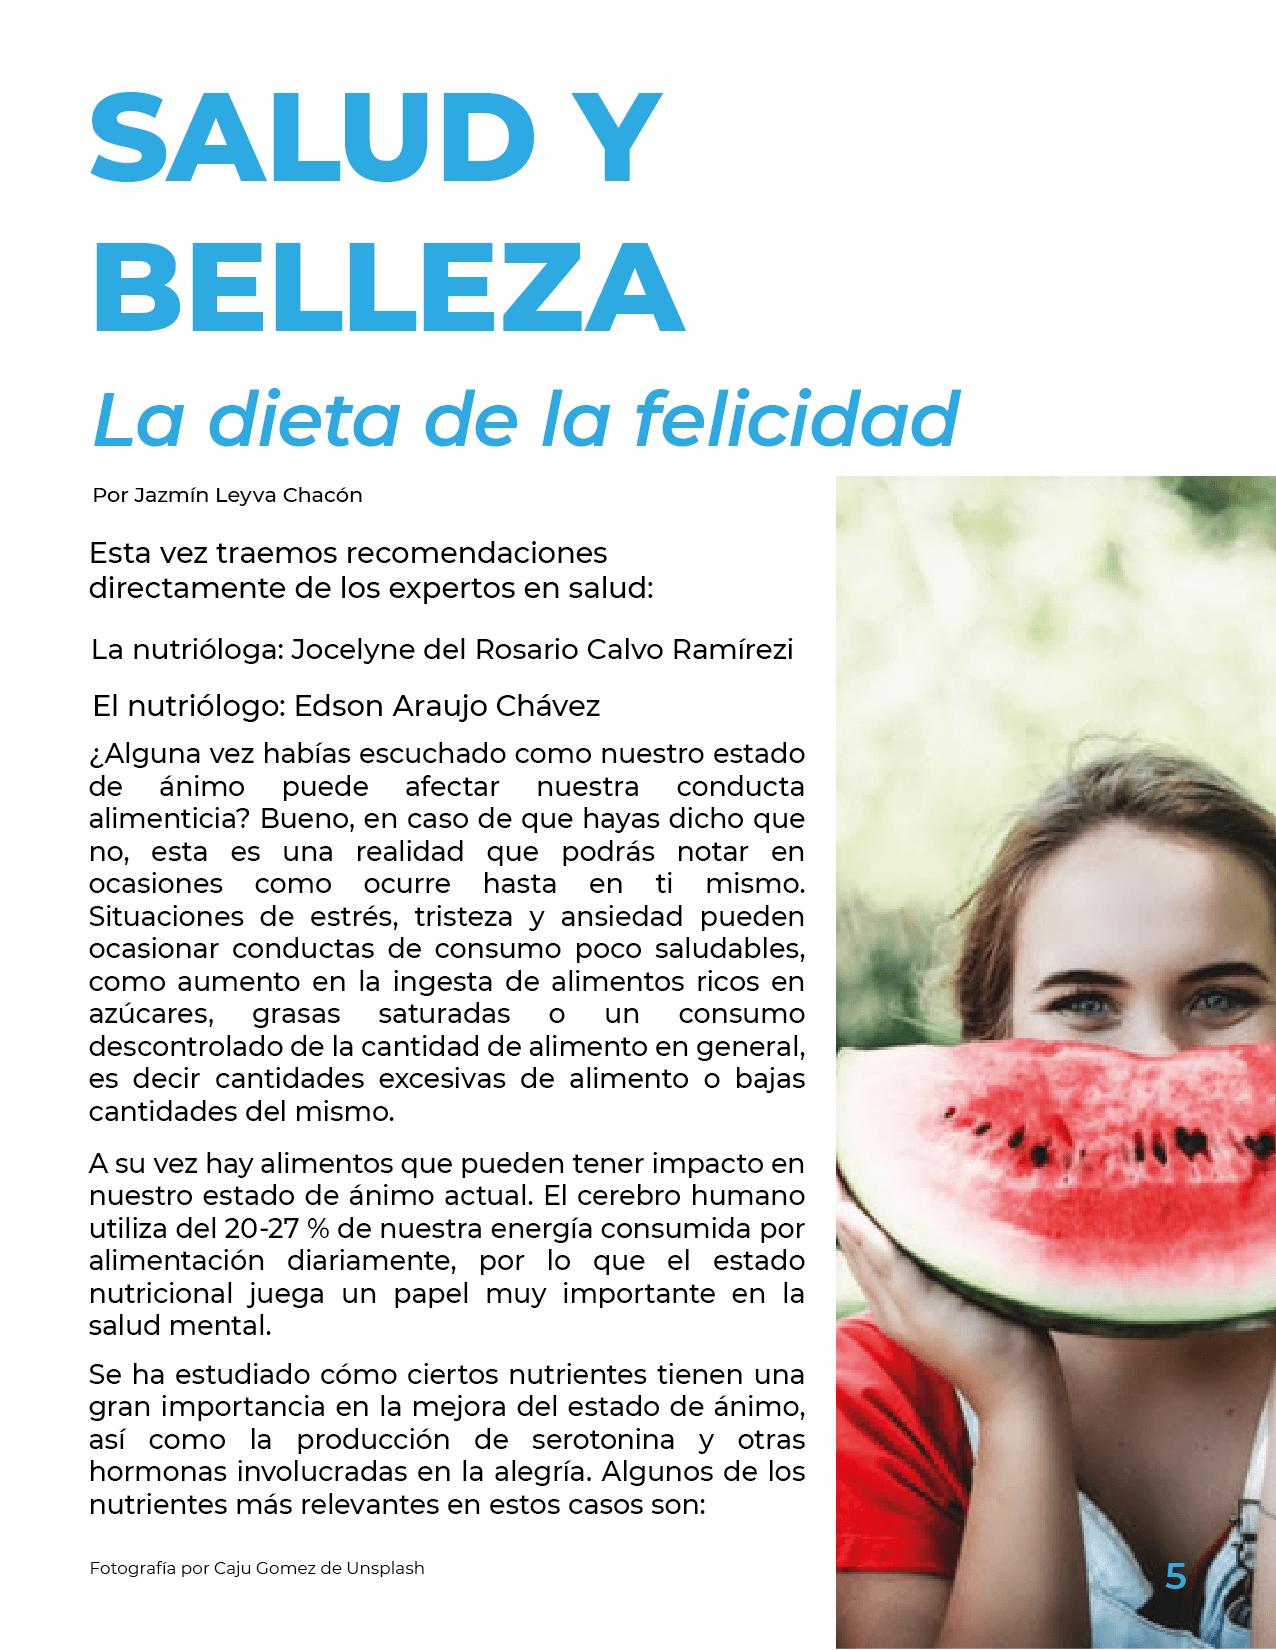 SALUD Y
BELLEZA
La dieta de la felicidad
Por Jazmín Leyva Chacón
Esta vez traemos recomendaciones
directamente de los expertos en salud:
La nutrióloga: Jocelyne del Rosario Calvo Ramírezi
El nutriólogo: Edson Araujo Chávez
¿Alguna vez habías escuchado como nuestro estado
de ánimo puede afectar nuestra conducta
alimenticia? Bueno, en caso de que hayas dicho que
no, esta es una realidad que podrás notar en
ocasiones como ocurre hasta en ti mismo.
Situaciones de estrés, tristeza y ansiedad pueden
ocasionar conductas de consumo poco saludables,
como aumento en la ingesta de alimentos ricos en
azúcares, grasas saturadas o un consumo
descontrolado de la cantidad de alimento en general,
es decir cantidades excesivas de alimento o bajas
cantidades del mismo.
A su vez hay alimentos que pueden tener impacto en
nuestro estado de ánimo actual. El cerebro humano
utiliza del 20-27 % de nuestra energía consumida por
alimentación diariamente, por lo que el estado
nutricional juega un papel muy importante en la
salud mental.
Se ha estudiado cómo ciertos nutrientes tienen una
gran importancia en la mejora del estado de ánimo,
así como la producción de serotonina y otras
hormonas involucradas en la alegría. Algunos de los
nutrientes más relevantes en estos casos son:
Fotografía por Caju Gomez de Unsplash
5